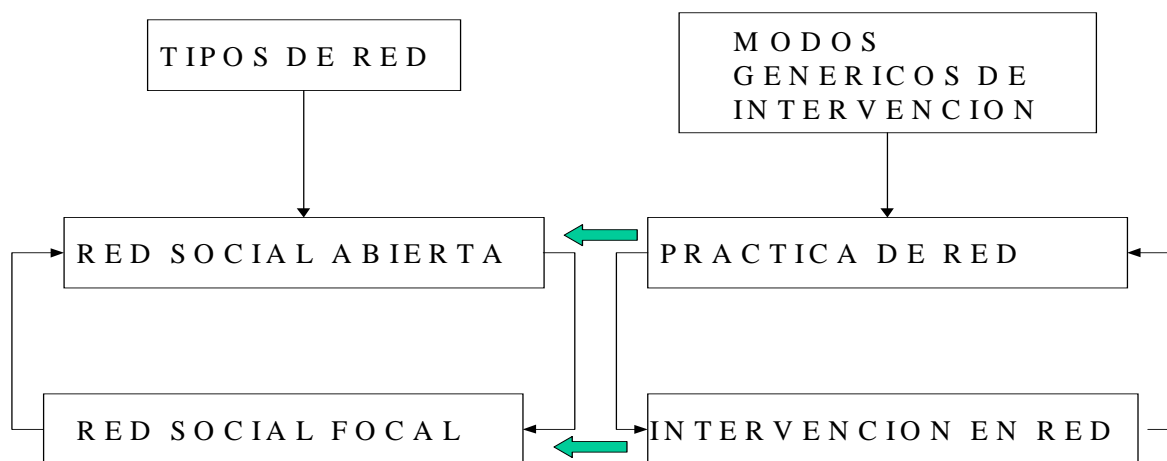 TIPOS DE RED
MODOS
GENERICOS DE
INTERVENCION
RED SOCIAL ABIERTA
PRACTICA DE RED
RED SOCIAL FOCAL
INTERVENCION EN RED